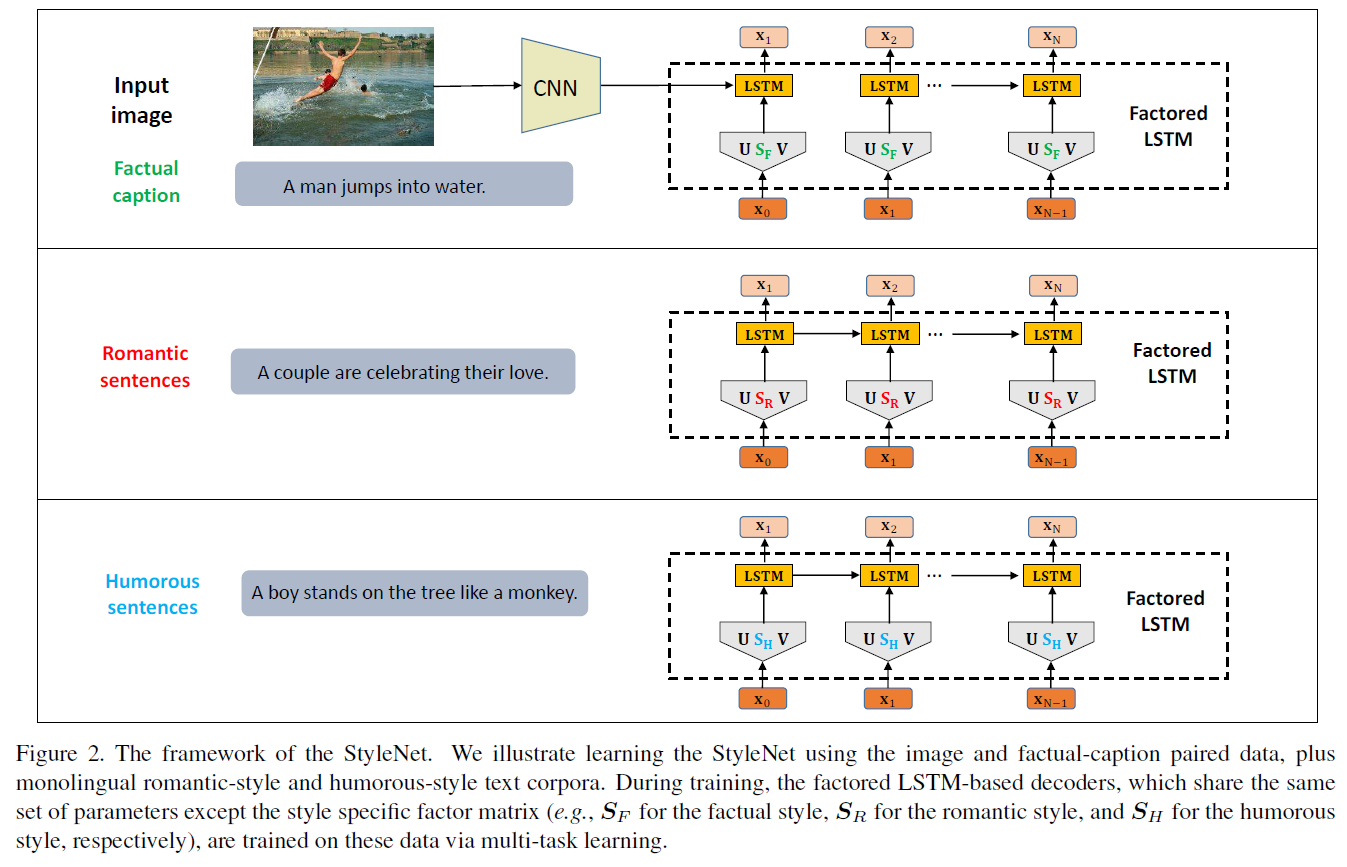 Input
image
CNN
x1 x2 xN
LSTM LSTM ... LSTM
Factored
LSTM
U SF V U SF V U SF V
x0 x1 xN−1
Factual
caption
A man jumps into water.
x1 x2 xN
LSTM LSTM ... LSTM
Factored
LSTM
Romantic
sentences
A couple are celebrating their love.
U SR V U SR V U SR V
x0 x1 xN−1
x1 x2 xN
LSTM LSTM ... LSTM
Factored
LSTM
Humorous
sentences
A boy stands on the tree like a monkey.
U SH V U SH V U SH V
x0 x1 xN−1
Figure 2. The framework of the StyleNet. We illustrate learning the StyleNet using the image and factual-caption paired data, plus
monolingual romantic-style and humorous-style text corpora. During training, the factored LSTM-based decoders, which share the same
set of parameters except the style specific factor matrix (e.g., SF for the factual style, SR for the romantic style, and SH for the humorous
style, respectively), are trained on these data via multi-task learning.